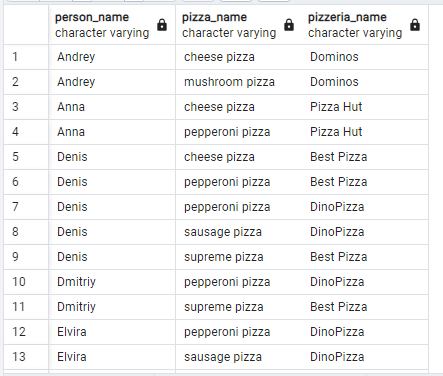 person_name pizza_name pizzeria_name
character varying character varying character varying
1 Andrey cheese pizza Dominos
2 Andrey mushroom pizza Dominos
3 Anna cheese pizza Pizza Hut
4 Anna pepperoni pizza Pizza Hut
5 Denis cheese pizza Best Pizza
6 Denis pepperoni pizza Best Pizza
7 Denis pepperoni pizza DinoPizza
8 Denis sausage pizza DinoPizza
9 Denis supreme pizza Best Pizza
10 Dmitriy pepperoni pizza DinoPizza
11 Dmitriy supreme pizza Best Pizza
12 Elvira pepperoni pizza DinoPizza
13 Elvira sausage pizza DinoPizza